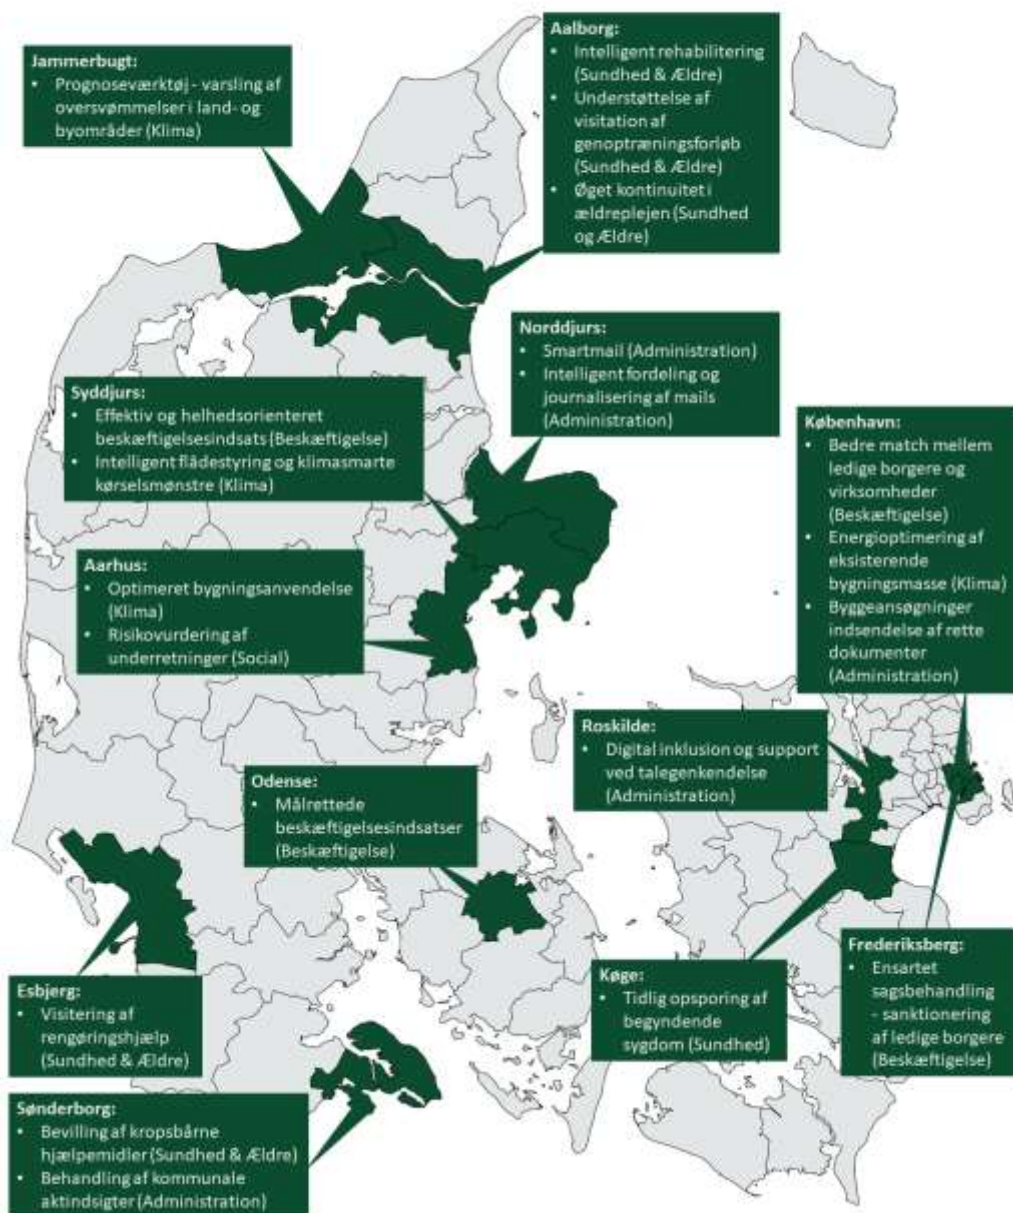 Jammerbugt:
• Prognoseværktøj - varsling af
oversvømmelser i land- og
byområder (Klima)
Aalborg:
• Intelligent rehabilitering
(Sundhed & Ældre)
• Understøttelse af
visitation af
genoptræningsforløb
(Sundhed & Ældre)
• Øget kontinuitet i
ældreplejen (Sundhed
og Ældre)
Norddjurs:
• Smartmail (Administration)
• Intelligent fordeling og
journalisering af mails
(Administration)
Syddjurs:
• Effektiv og helhedsorienteret
beskæftigelsesindsats (Beskæftigelse)
• Intelligent flådestyring og klimasmarte
kørselsmønstre (Klima)
København:
• Bedre match mellem
ledige borgere og
virksomheder
(Beskæftigelse)
• Energioptimering af
eksisterende
bygningsmasse (Klima)
• Byggeansøgninger
indsendelse af rette
dokumenter
(Administration)
Aarhus:
• Optimeret bygningsanvendelse
(Klima)
• Risikovurdering af
underretninger (Social)
Roskilde:
• Digital inklusion og support
ved talegenkendelse
(Administration)
Odense:
• Målrettede
beskæftigelsesindsatser
(Beskæftigelse)
Frederiksberg:
• Ensartet
sagsbehandling
- sanktionering
af ledige borgere
(Beskæftigelse)
Køge:
• Tidlig opsporing af
begyndende
sygdom (Sundhed)
Esbjerg:
• Visitering af
rengøringshjælp
(Sundhed & Ældre)
Sønderborg:
• Bevilling af kropsbårne
hjælpemidler (Sundhed & Ældre)
• Behandling af kommunale
aktindsigter (Administration)